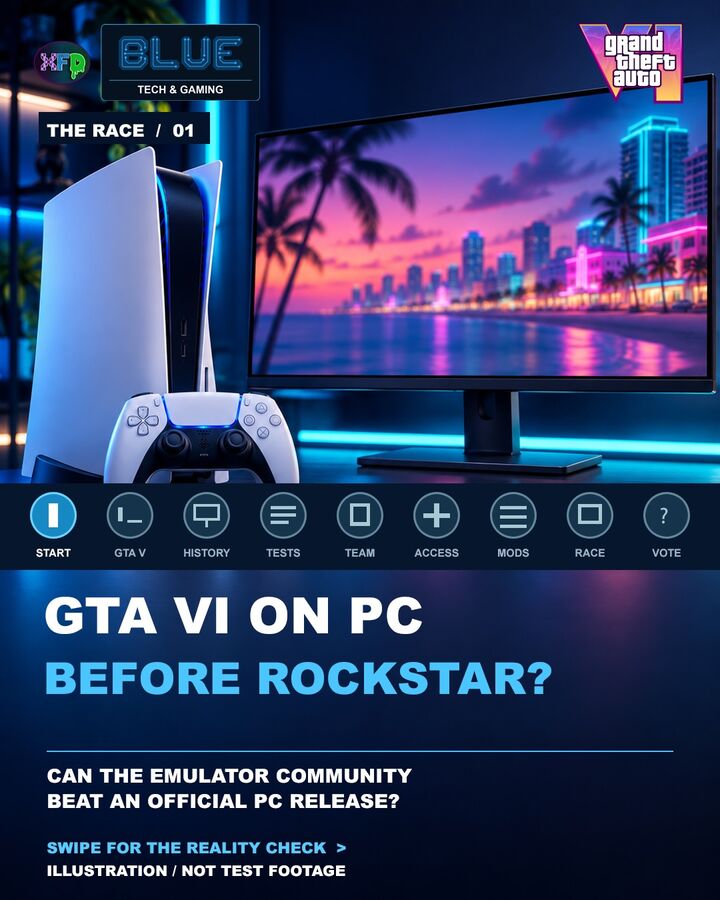 XFD
BLUE
TECH & GAMING
THE RACE / 01
VI
grand
theft
auto
START
GTA V
HISTORY
TESTS
TEAM
ACCESS
MODS
RACE
?
VOTE
GTA VI ON PC
BEFORE ROCKSTAR?
CAN THE EMULATOR COMMUNITY
BEAT AN OFFICIAL PC RELEASE?
SWIPE FOR THE REALITY CHECK >
ILLUSTRATION / NOT TEST FOOTAGE